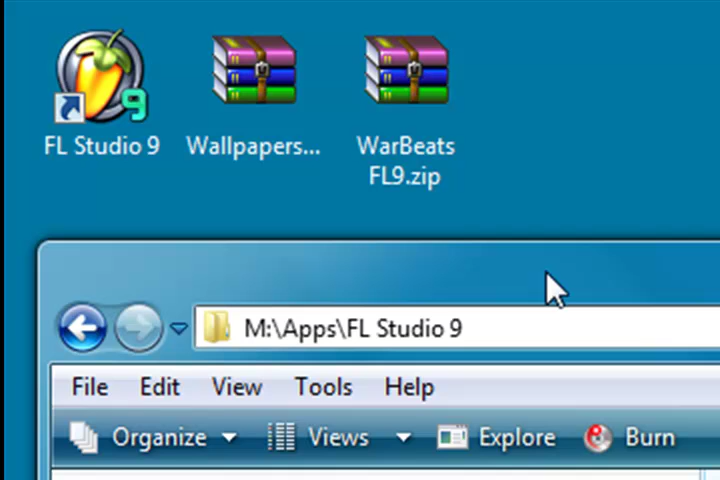 9
FL Studio 9
Wallpapers...
WarBeats
FL9.zip
M:\Apps\FL Studio 9
File Edit View Tools Help
Organize Views Explore Burn